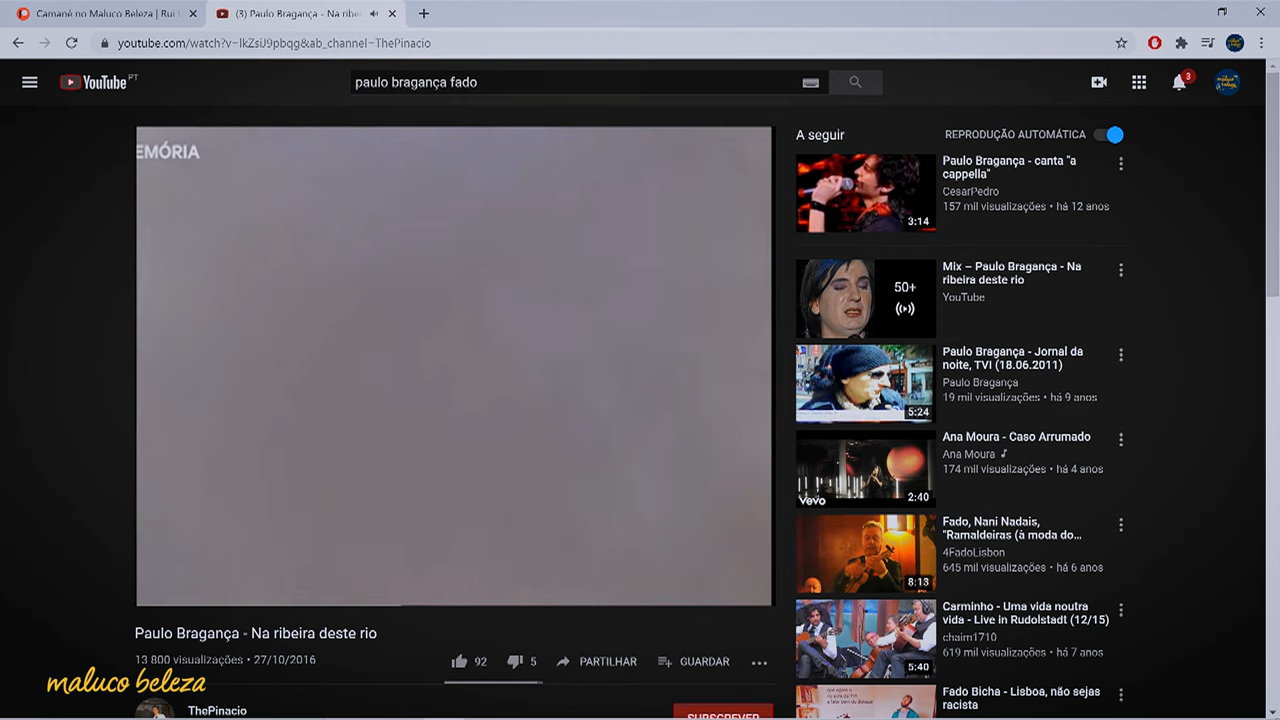 Camané no Maluco Beleza | Rui
(3) Paulo Bragança - Na ribei
youtube.com/watch?v=IkZsiJ9pbqg&ab_channel=ThePinacio
YouTube PT
paulo bragança fado
3
EMÓRIA
A seguir
REPRODUÇÃO AUTOMÁTICA
Paulo Bragança - canta "a
cappella"
CesarPedro
157 mil visualizações • há 12 anos
3:14
Mix – Paulo Bragança - Na
ribeira deste rio
YouTube
50+
Paulo Bragança - Jornal da
noite, TVI (18.06.2011)
Paulo Bragança
19 mil visualizações • há 9 anos
5:24
Ana Moura - Caso Arrumado
Ana Moura
174 mil visualizações • há 4 anos
vevo
2:40
Fado, Nani Nadais,
"Ramaldeiras (à moda do...
4FadoLisbon
645 mil visualizações • há 6 anos
8:13
Carminho - Uma vida noutra
vida - Live in Rudolstadt (12/15)
chaim1710
619 mil visualizações • há 7 anos
5:40
Fado Bicha - Lisboa, não sejas
racista
Paulo Bragança - Na ribeira deste rio
13 800 visualizações • 27/10/2016
92
5
PARTILHAR
GUARDAR
maluco beleza
ThePinacio
SUBSCREVER